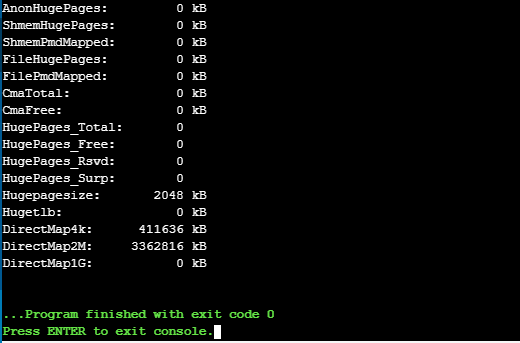 AnonHugePages:         0 kB
ShmemHugePages:        0 kB
ShmemPmdMapped:        0 kB
FileHugePages:         0 kB
FilePmdMapped:         0 kB
CmaTotal:              0 kB
CmaFree:               0 kB
HugePages_Total:       0
HugePages_Free:        0
HugePages_Rsvd:        0
HugePages_Surp:        0
Hugepagesize:       2048 kB
Hugetlb:               0 kB
DirectMap4k:      411636 kB
DirectMap2M:     3362816 kB
DirectMap1G:           0 kB
...Program finished with exit code 0
Press ENTER to exit console.